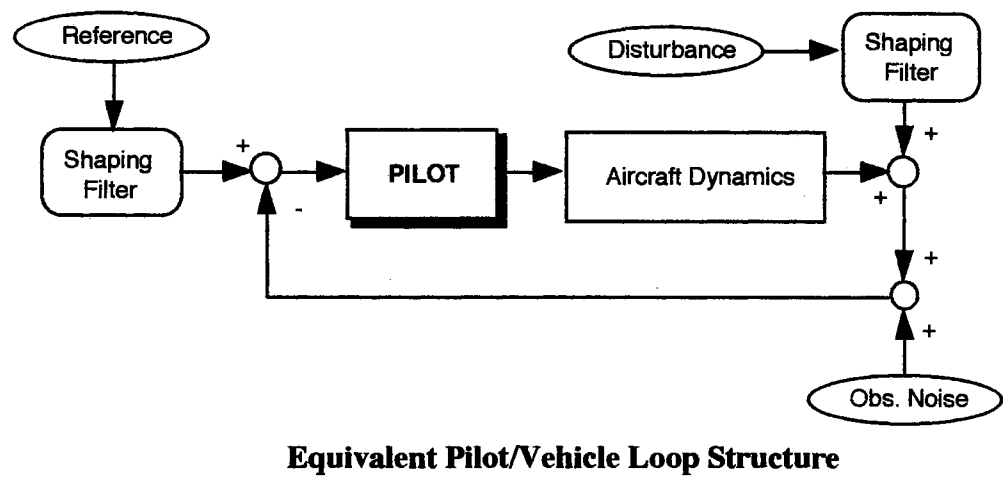 Reference
Disturbance
Shaping
Filter
Shaping
Filter
+
-
PILOT
Aircraft Dynamics
+
+
+
+
Obs. Noise
Equivalent Pilot/Vehicle Loop Structure